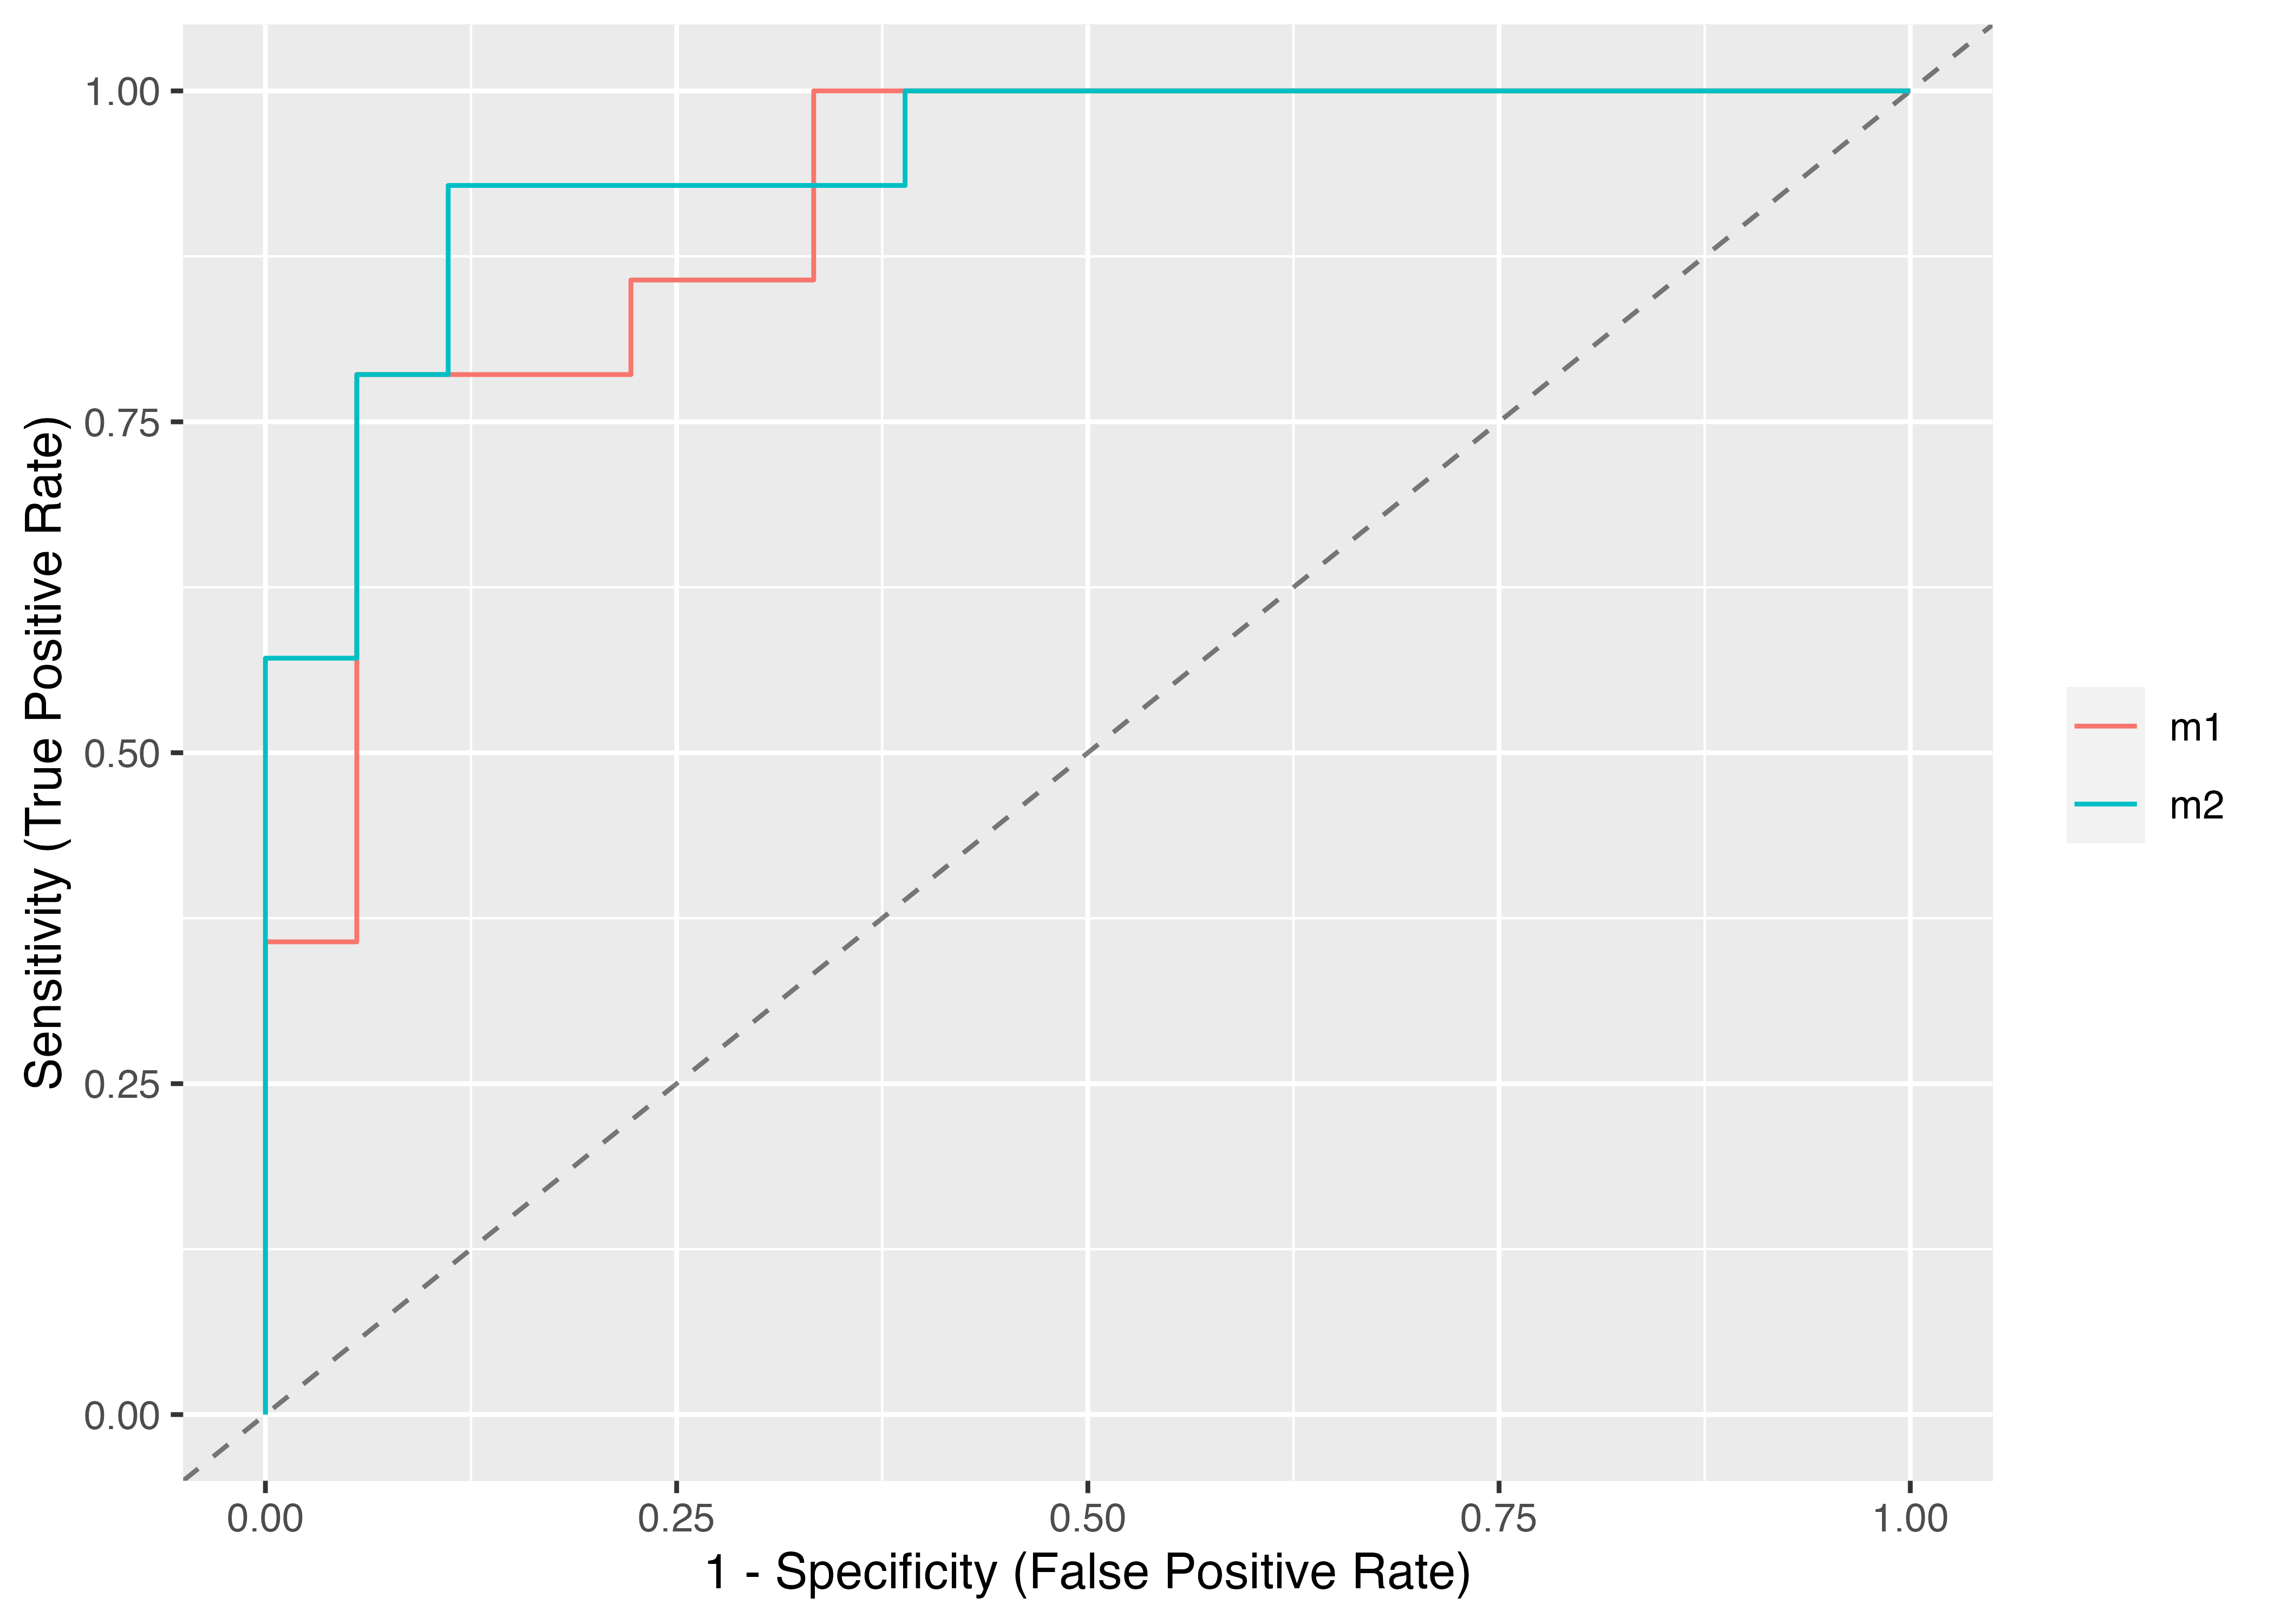 Sensitivity (True Positive Rate)
1.00
0.75
0.50
0.25
0.00
0.00 0.25 0.50 0.75 1.00
1 - Specificity (False Positive Rate)
m1
m2